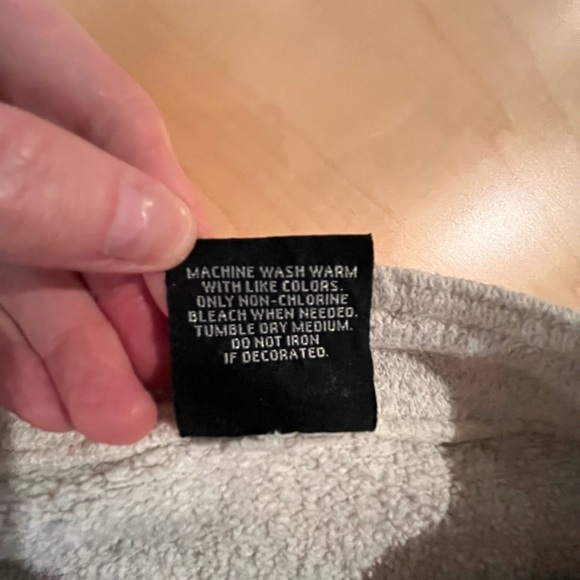 MACHINE WASH WARM
WITH LIKE COLORS.
ONLY NON-CHLORINE
BLEACH WHEN NEEDED.
TUMBLE DRY MEDIUM.
DO NOT IRON
IF DECORATED.